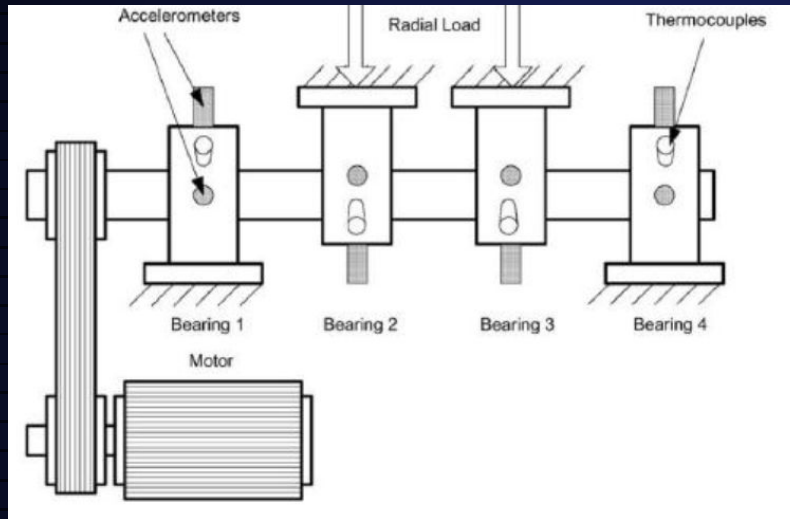 Accelerometers
Radial Load
Thermocouples
Bearing 1
Bearing 2
Bearing 3
Bearing 4
Motor